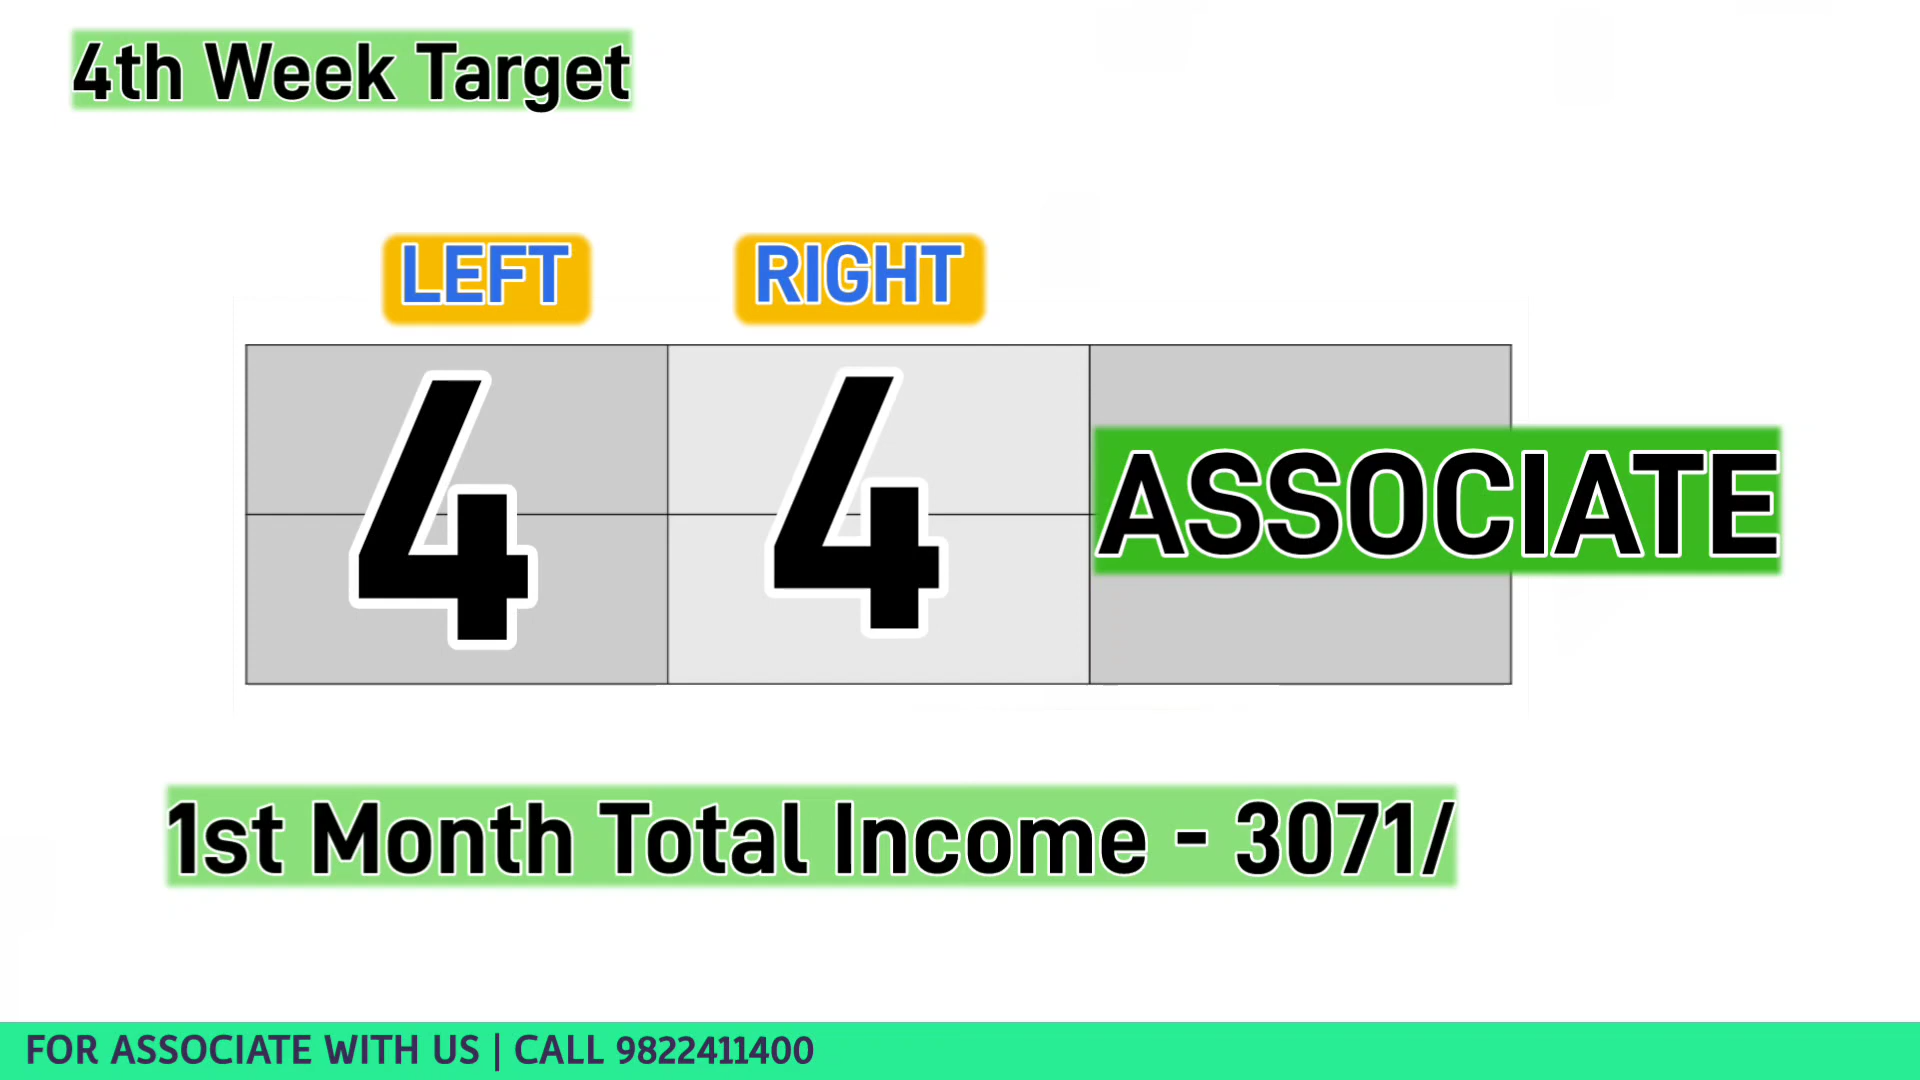 4th Week Target
LEFT RIGHT
4 4 ASSOCIATE
1st Month Total Income - 3071/
FOR ASSOCIATE WITH US | CALL 9822411400